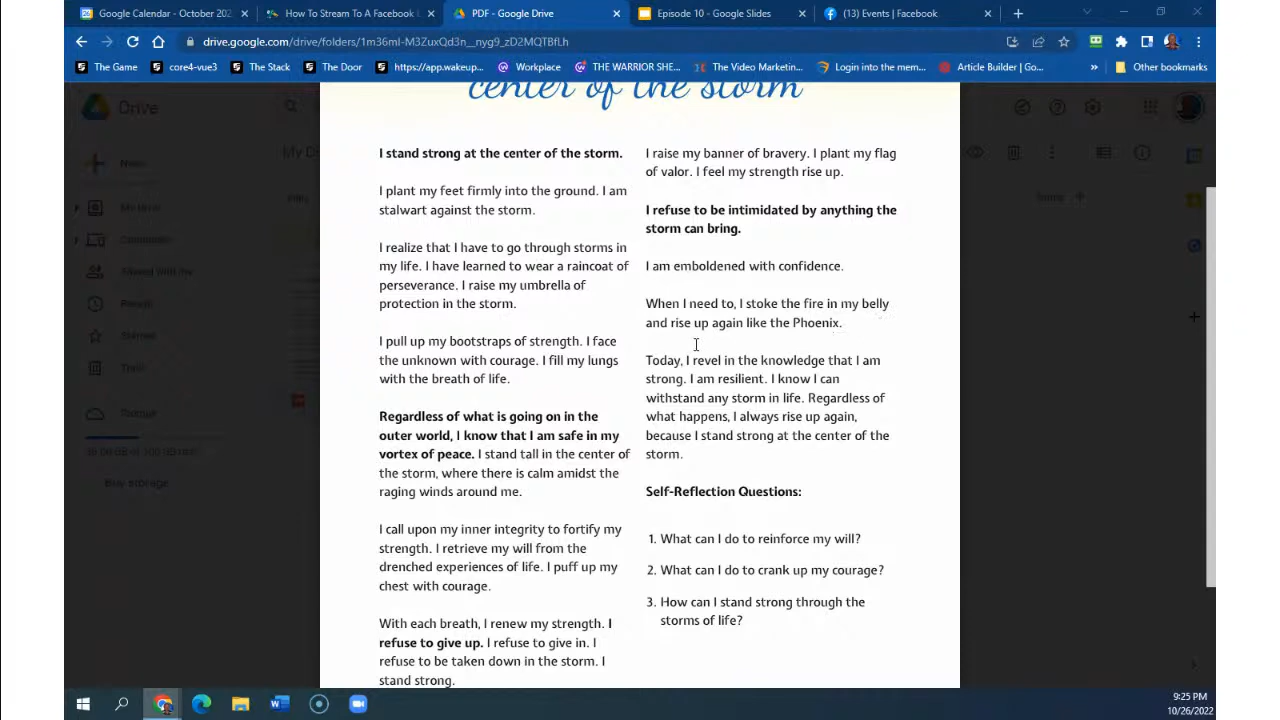 Google Calendar - October 202
How To Stream To A Facebook
PDF - Google Drive
Episode 10 - Google Slides
(13) Events | Facebook
drive.google.com/drive/folders/1m36mI-M3ZuxQd3n__nyg9_zD2MQTBfLh
The Game
core4-vue3
The Stack
The Door
https://app.wakeup...
Workplace
THE WARRIOR SHE...
The Video Marketin...
Login into the mem...
Article Builder | Go...
»
Other bookmarks
Drive
center of the storm
I stand strong at the center of the storm.
I plant my feet firmly into the ground. I am
stalwart against the storm.
I realize that I have to go through storms in
my life. I have learned to wear a raincoat of
perseverance. I raise my umbrella of
protection in the storm.
I pull up my bootstraps of strength. I face
the unknown with courage. I fill my lungs
with the breath of life.
Regardless of what is going on in the
outer world, I know that I am safe in my
vortex of peace. I stand tall in the center of
the storm, where there is calm amidst the
raging winds around me.
I call upon my inner integrity to fortify my
strength. I retrieve my will from the
drenched experiences of life. I puff up my
chest with courage.
With each breath, I renew my strength. I
refuse to give up. I refuse to give in. I
refuse to be taken down in the storm. I
stand strong.
I raise my banner of bravery. I plant my flag
of valor. I feel my strength rise up.
I refuse to be intimidated by anything the
storm can bring.
I am emboldened with confidence.
When I need to, I stoke the fire in my belly
and rise up again like the Phoenix.
Today, I revel in the knowledge that I am
strong. I am resilient. I know I can
withstand any storm in life. Regardless of
what happens, I always rise up again,
because I stand strong at the center of the
storm.
Self-Reflection Questions:
1. What can I do to reinforce my will?
2. What can I do to crank up my courage?
3. How can I stand strong through the
storms of life?
Shared with me
Buy storage
9:25 PM
10/26/2022